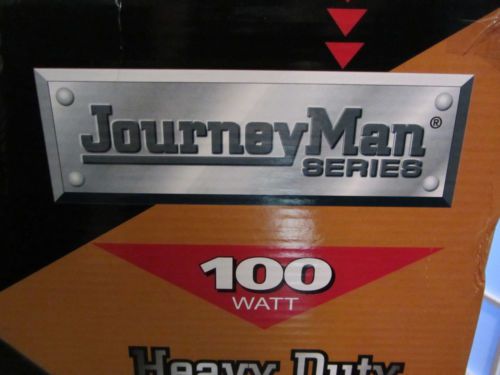 JourneyMan®
SERIES
100
WATT
Heavy Duty